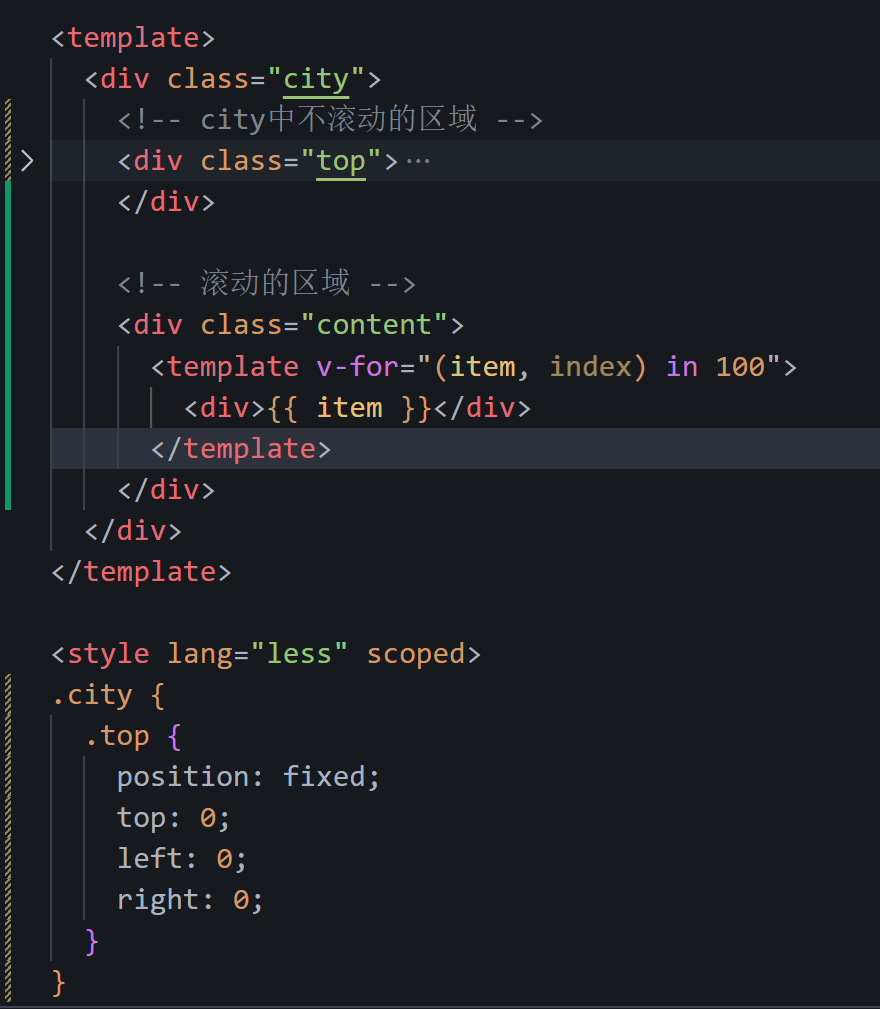 <template>
  <div class="city">
    <!-- city中不滚动的区域 -->
    <div class="top">…
    </div>

    <!-- 滚动的区域 -->
    <div class="content">
      <template v-for="(item, index) in 100">
        <div>{{ item }}</div>
      </template>
    </div>
  </div>
</template>

<style lang="less" scoped>
.city {
  .top {
    position: fixed;
    top: 0;
    left: 0;
    right: 0;
  }
}